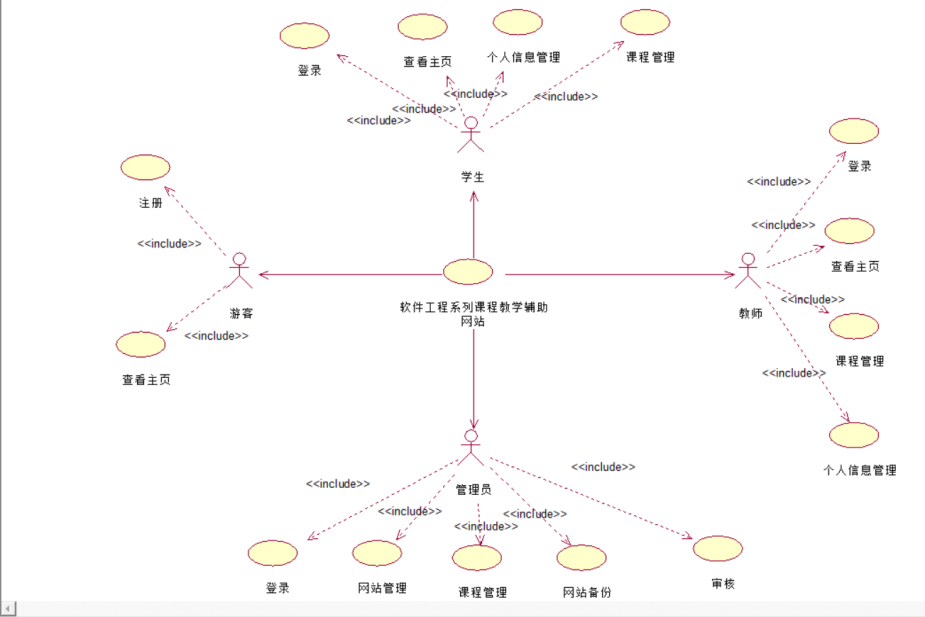 查看主页
个人信息管理
课程管理
登录
<<include>>
<<include>>
<<include>>
<<include>>
学生
登录
<<include>>
注册
<<include>>
<<include>>
查看主页
游客
软件工程系列课程教学辅助
网站
教师
<<include>>
<<include>>
查看主页
课程管理
<<include>>
个人信息管理
<<include>>
管理员
<<include>>
<<include>>
<<include>>
<<include>>
登录
网站管理
课程管理
网站备份
审核